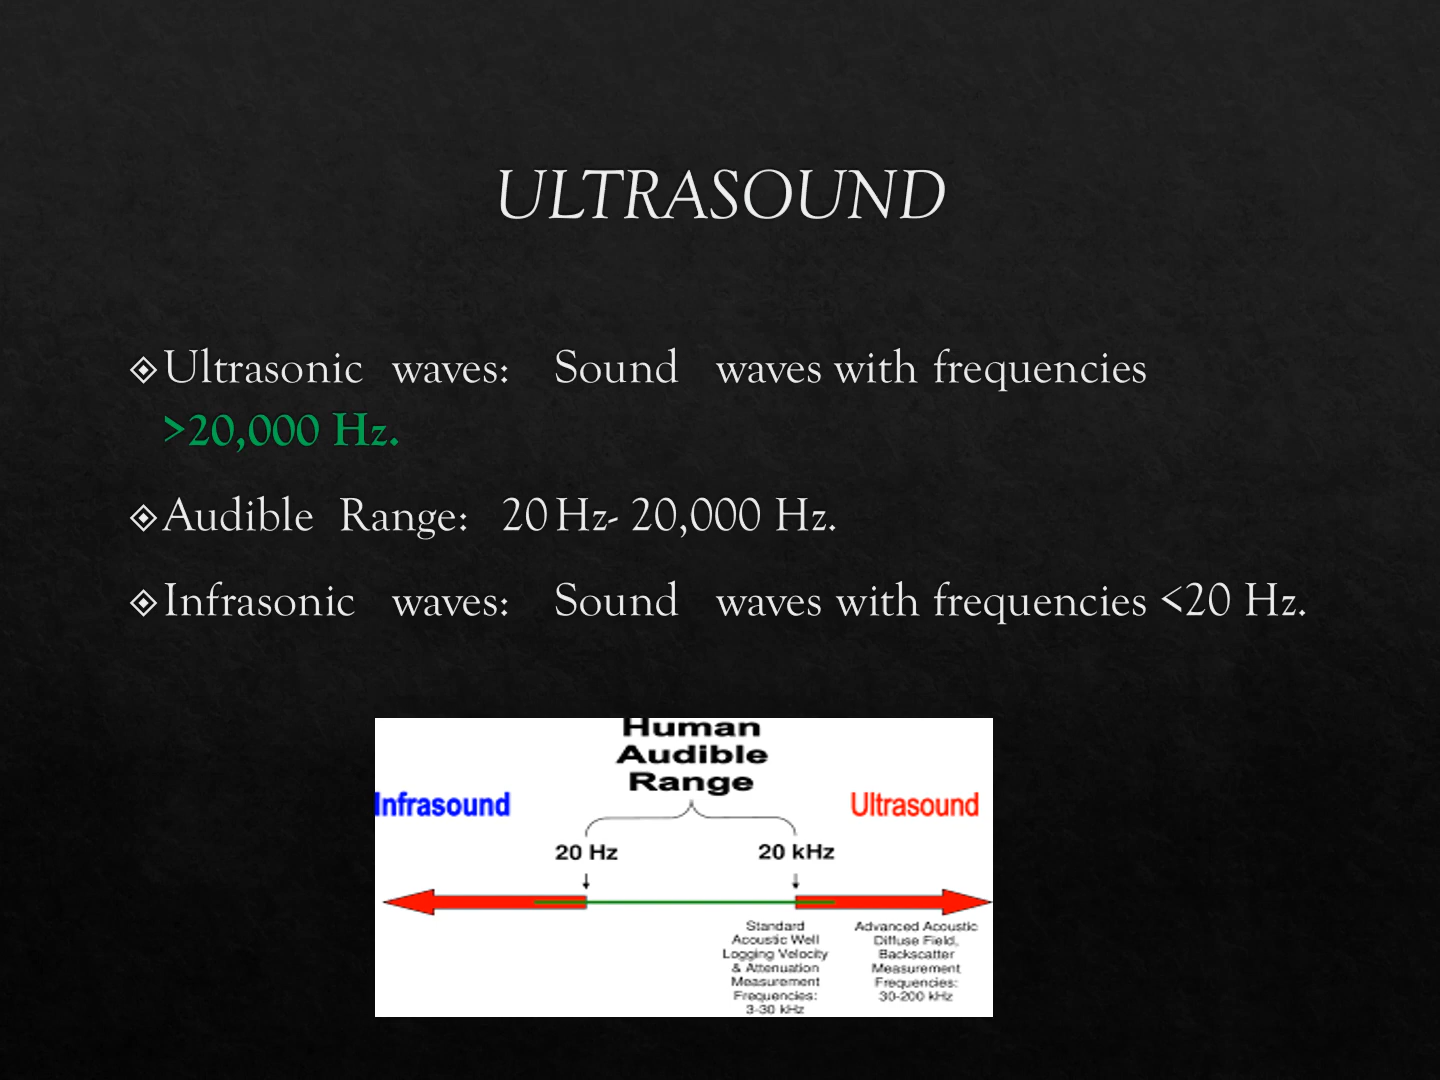 ULTRASOUND
Ultrasonic waves: Sound waves with frequencies
>20,000 Hz.
Audible Range: 20 Hz- 20,000 Hz.
Infrasonic waves: Sound waves with frequencies <20 Hz.
Human
Audible
Range
Infrasound
Ultrasound
20 Hz
20 kHz
Standard
Acoustic Well
Logging Velocity
& Attenuation
Measurement
Frequencies:
3-30 kHz
Advanced Acoustic
Diffuse Field,
Backscatter
Measurement
Frequencies:
30-200 kHz